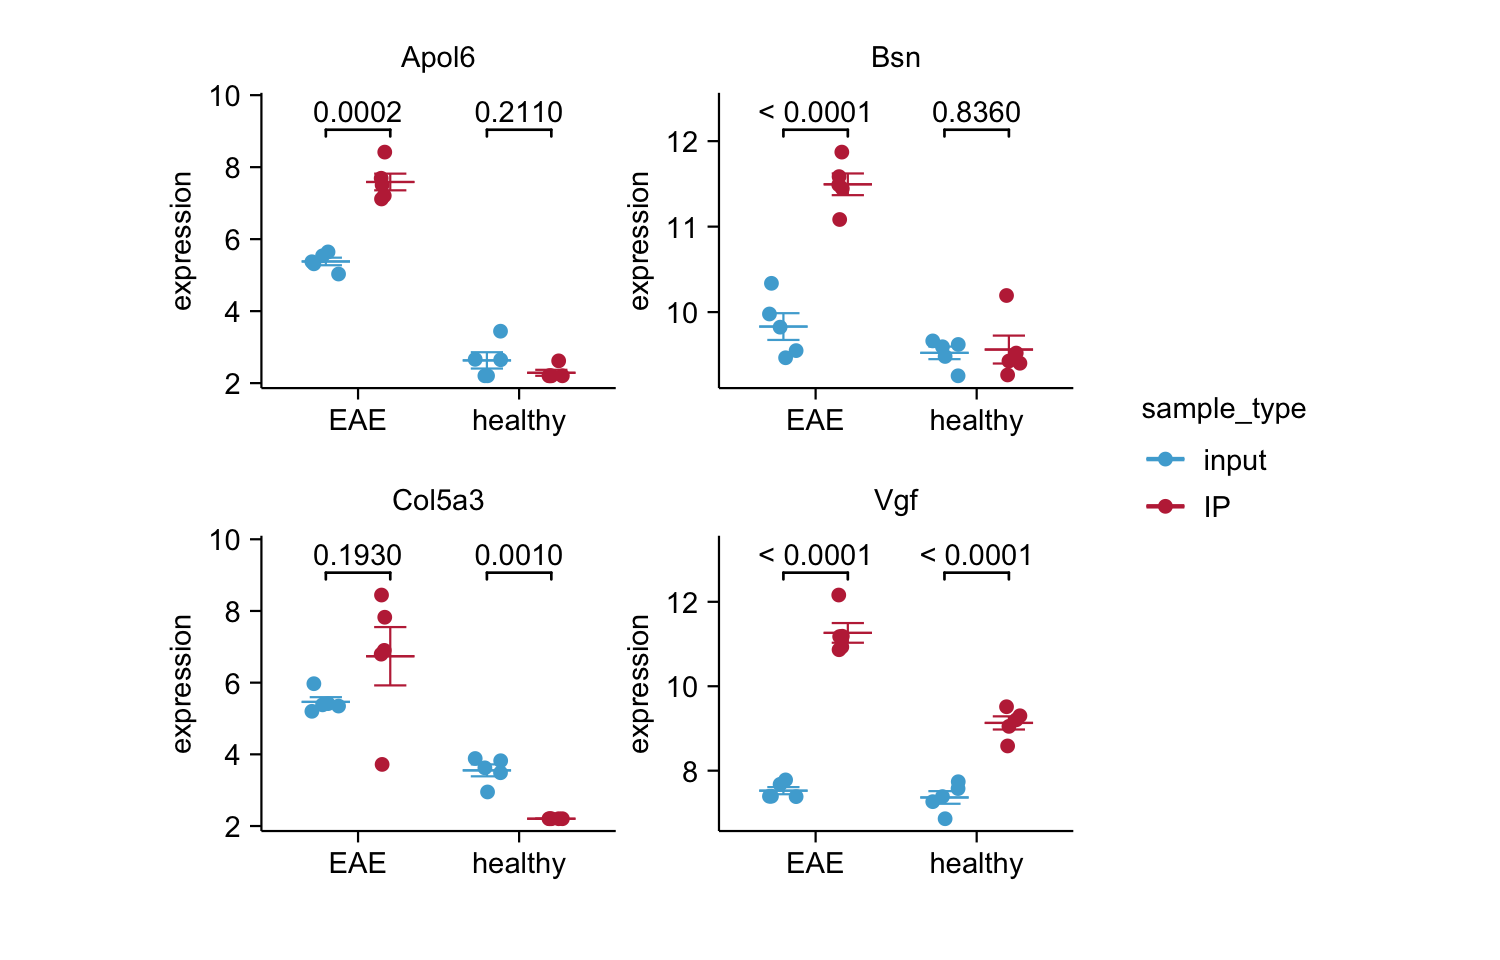 Apol6
10
8
6
4
2
expression
0.0002
0.2110
EAE
healthy
Bsn
12
11
10
expression
< 0.0001
0.8360
EAE
healthy
Col5a3
10
8
6
4
2
expression
0.1930
0.0010
EAE
healthy
Vgf
12
10
8
expression
< 0.0001
< 0.0001
EAE
healthy
sample_type
input
IP